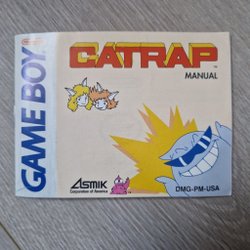 GAME BOY
CATRAP
MANUAL
ASMIK
Corporation of America
DMG-PM-USA